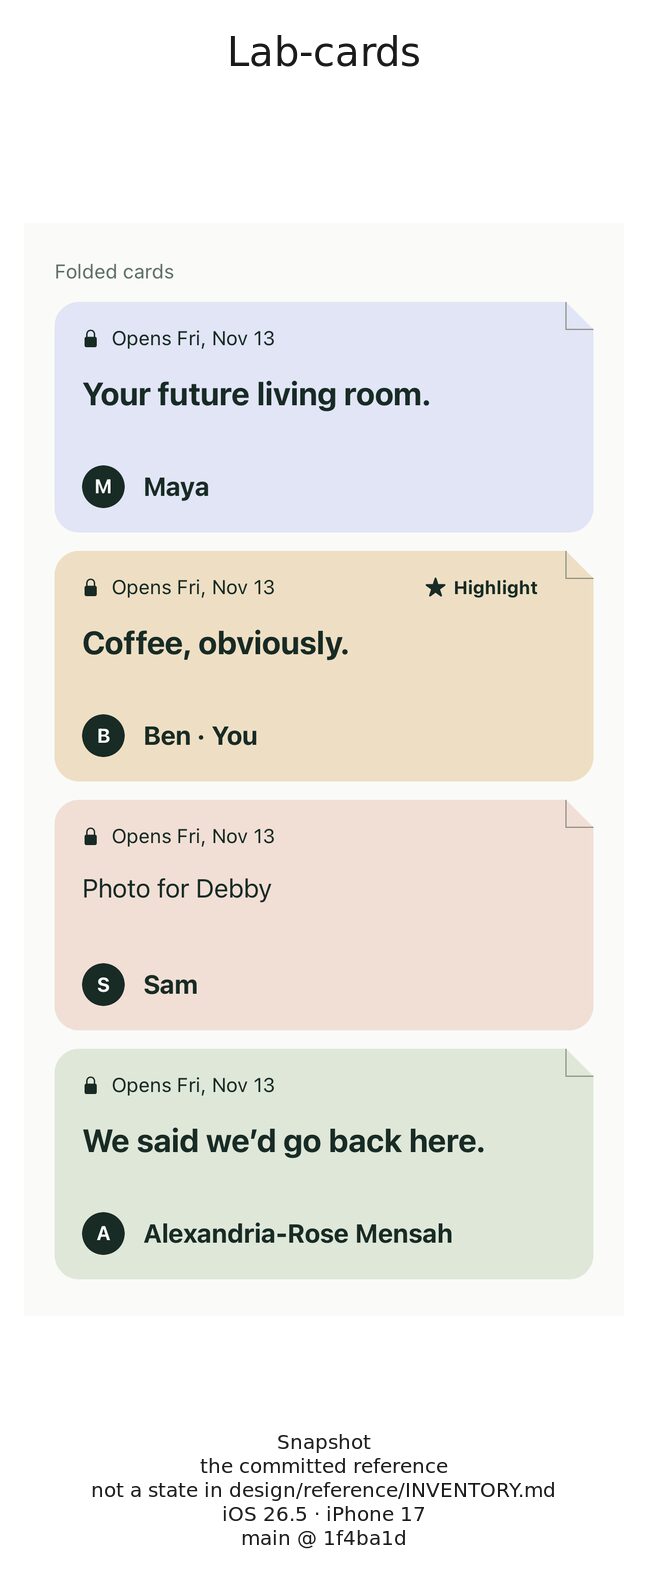 Lab-cards
Folded cards
Opens Fri, Nov 13
Your future living room.
M Maya
Opens Fri, Nov 13 Highlight
Coffee, obviously.
B Ben · You
Opens Fri, Nov 13
Photo for Debby
S Sam
Opens Fri, Nov 13
We said we’d go back here.
A Alexandria-Rose Mensah
Snapshot
the committed reference
not a state in design/reference/INVENTORY.md
iOS 26.5 · iPhone 17
main @ 1f4ba1d